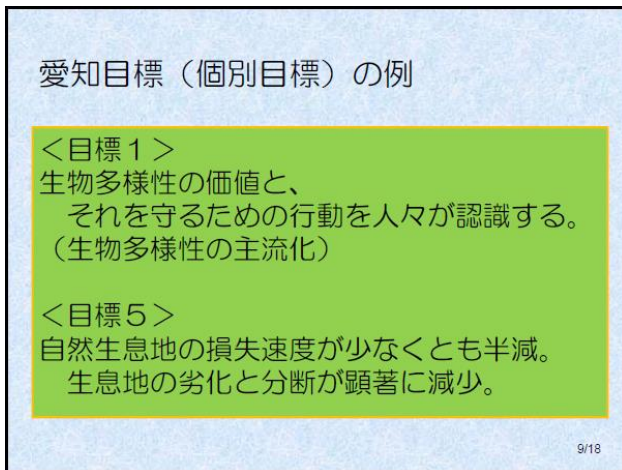 愛知目標（個別目標）の例
＜目標１＞
生物多様性の価値と、
それを守るための行動を人々が認識する。
（生物多様性の主流化）
＜目標５＞
自然生息地の損失速度が少なくとも半減。
生息地の劣化と分断が顕著に減少。
9/18